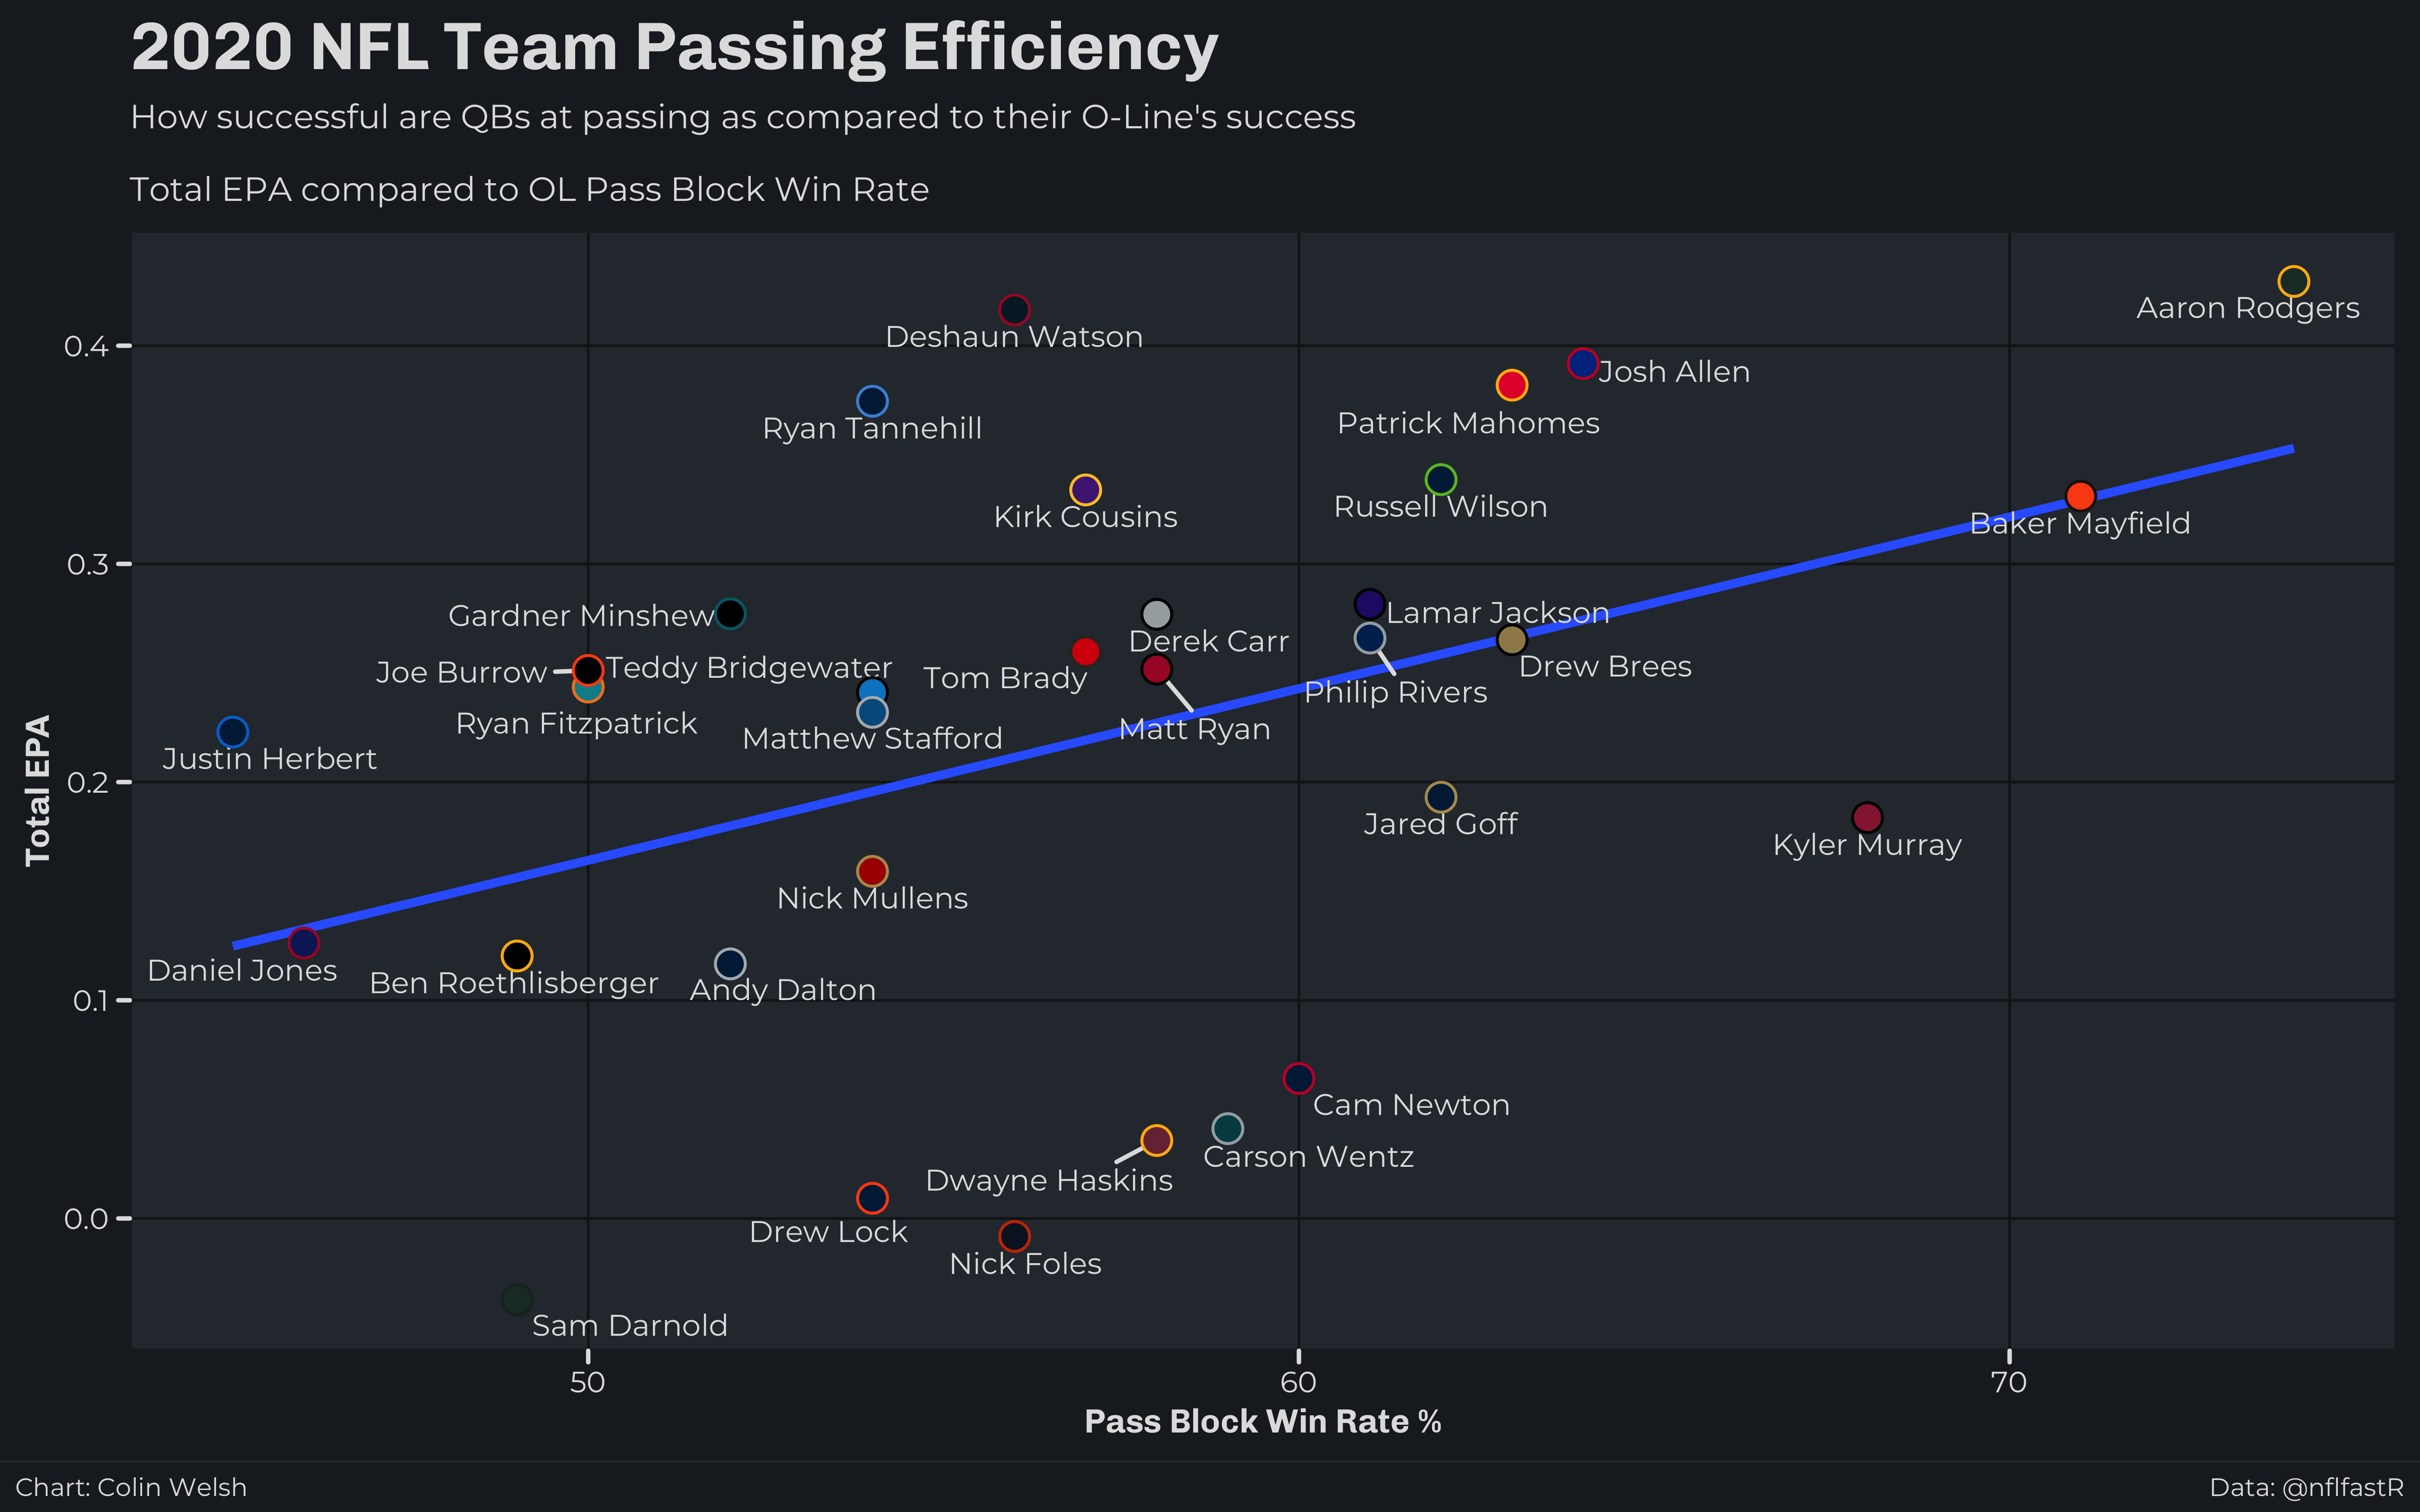 2020 NFL Team Passing Efficiency
How successful are QBs at passing as compared to their O-Line's success
Total EPA compared to OL Pass Block Win Rate
Total EPA
0.4
0.3
0.2
0.1
0.0
Aaron Rodgers
Deshaun Watson
Josh Allen
Patrick Mahomes
Ryan Tannehill
Russell Wilson
Kirk Cousins
Baker Mayfield
Gardner Minshew
Lamar Jackson
Derek Carr
Joe Burrow
Teddy Bridgewater
Tom Brady
Drew Brees
Philip Rivers
Ryan Fitzpatrick
Matthew Stafford
Matt Ryan
Justin Herbert
Jared Goff
Kyler Murray
Nick Mullens
Daniel Jones
Ben Roethlisberger
Andy Dalton
Cam Newton
Carson Wentz
Dwayne Haskins
Drew Lock
Nick Foles
Sam Darnold
50
60
70
Pass Block Win Rate %
Chart: Colin Welsh
Data: @nflfastR